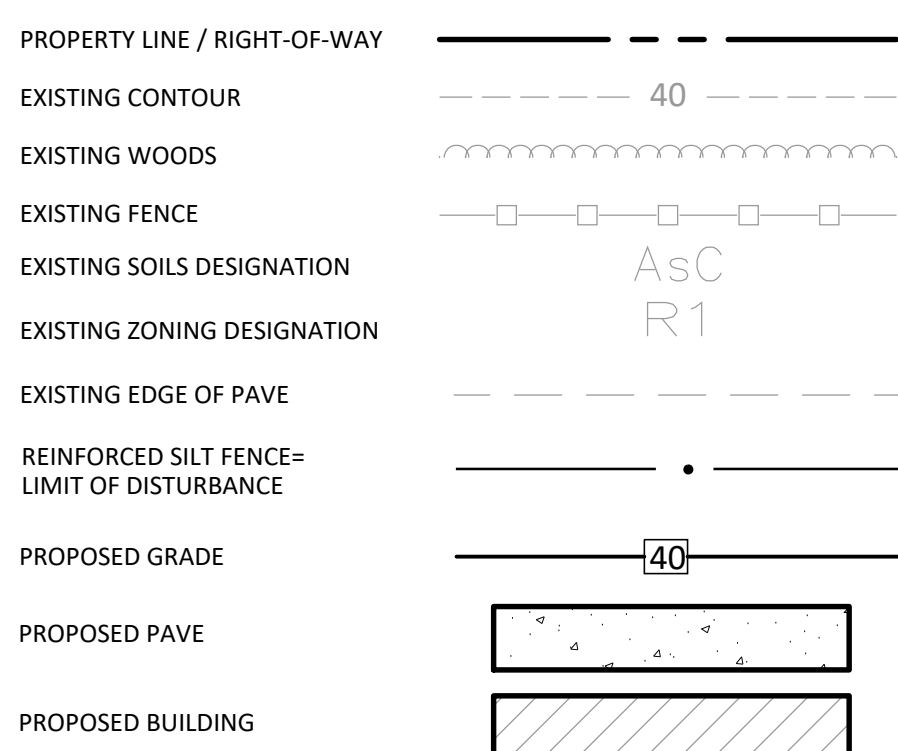 PROPERTY LINE / RIGHT-OF-WAY
EXISTING CONTOUR 40
EXISTING WOODS
EXISTING FENCE
EXISTING SOILS DESIGNATION AsC
EXISTING ZONING DESIGNATION R1
EXISTING EDGE OF PAVE
REINFORCED SILT FENCE=
LIMIT OF DISTURBANCE
PROPOSED GRADE 40
PROPOSED PAVE
PROPOSED BUILDING